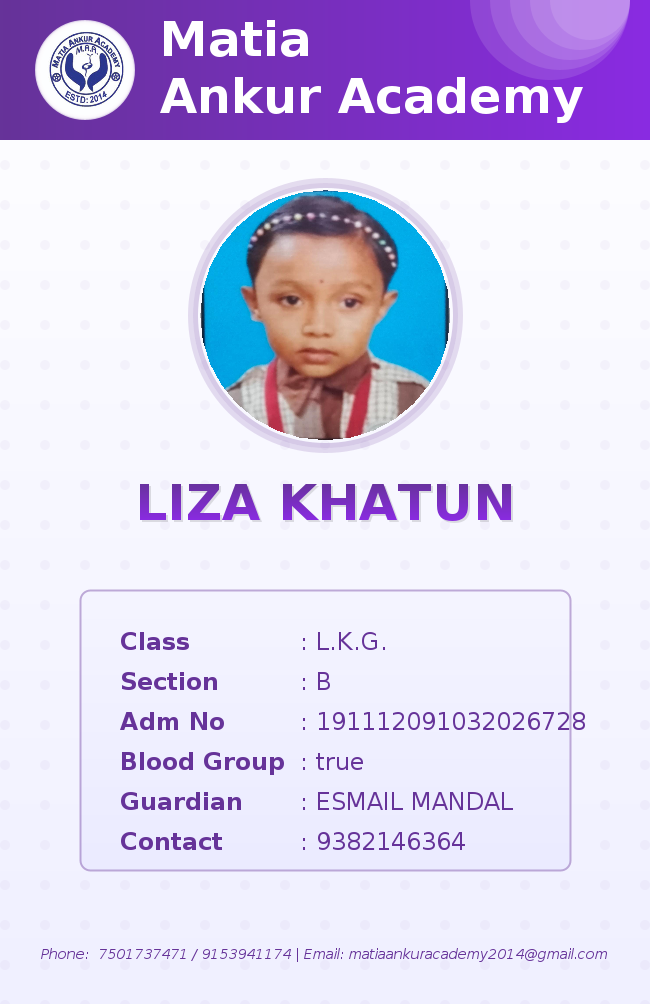 Matia
Ankur Academy
MATIA ANKUR ACADEMY
M.A.A.
ESTD: 2014
LIZA KHATUN
Class : L.K.G.
Section : B
Adm No : 191112091032026728
Blood Group : true
Guardian : ESMAIL MANDAL
Contact : 9382146364
Phone: 7501737471 / 9153941174 | Email: matiaankuracademy2014@gmail.com